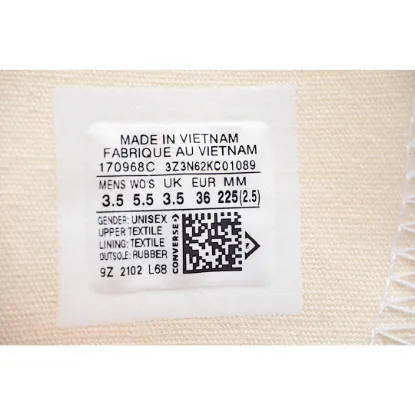 MADE IN VIETNAM
FABRIQUE AU VIETNAM
170968C 3Z3N62KC01089
MENS WO'S UK EUR MM
3.5 5.5 3.5 36 225(2.5)
GENDER: UNISEX
UPPER:TEXTILE
LINING: TEXTILE
OUTSOLE: RUBBER
9Z 2102 L68
CONVERSE